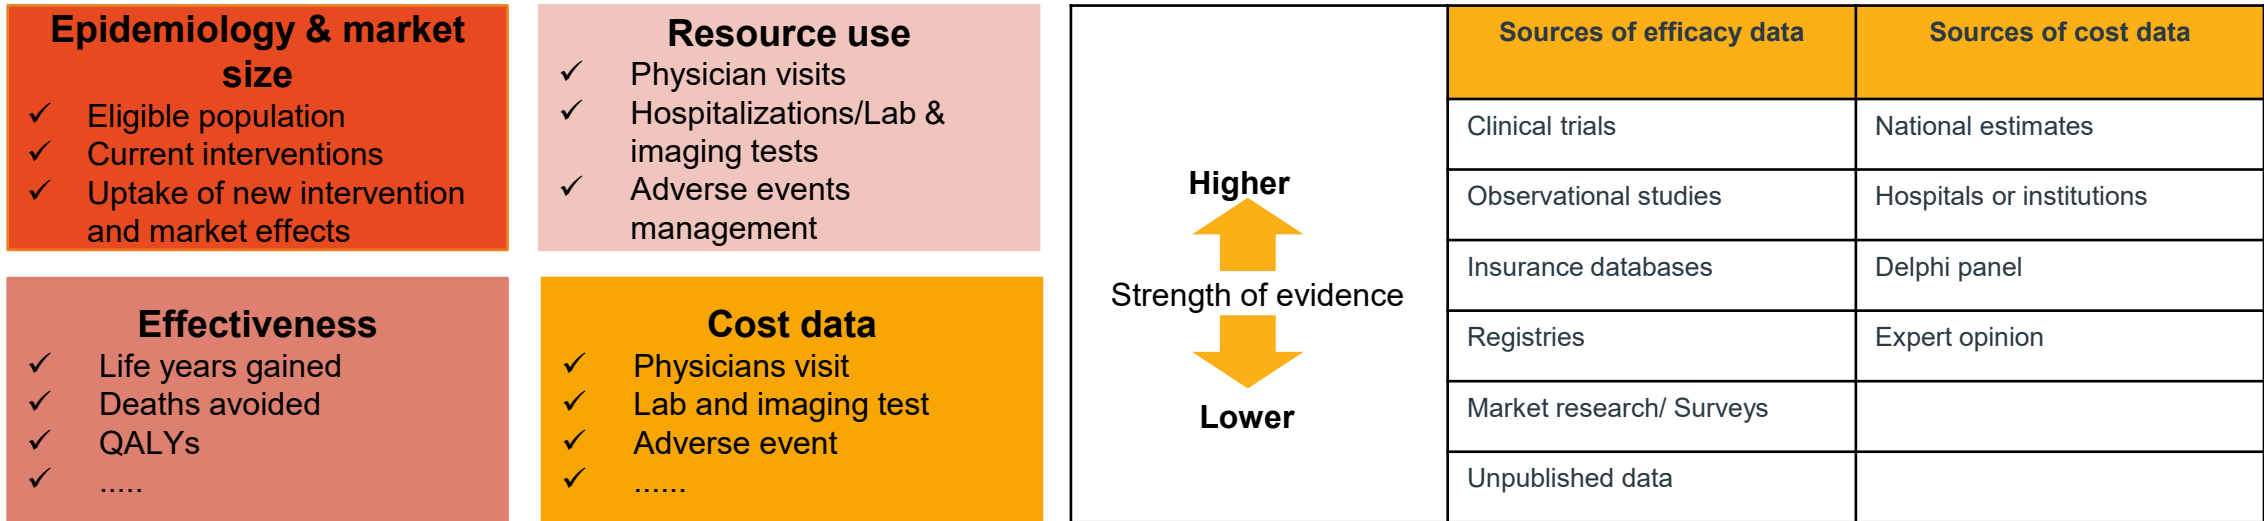 Epidemiology & market
size
✓ Eligible population
✓ Current interventions
✓ Uptake of new intervention
and market effects
Resource use
✓ Physician visits
✓ Hospitalizations/Lab &
imaging tests
✓ Adverse events
management
Effectiveness
✓ Life years gained
✓ Deaths avoided
✓ QALYs
✓ .....
Cost data
✓ Physicians visit
✓ Lab and imaging test
✓ Adverse event
✓ ......
Higher
Strength of evidence
Lower
Sources of efficacy data
Sources of cost data
Clinical trials
National estimates
Observational studies
Hospitals or institutions
Insurance databases
Delphi panel
Registries
Expert opinion
Market research/ Surveys
Unpublished data